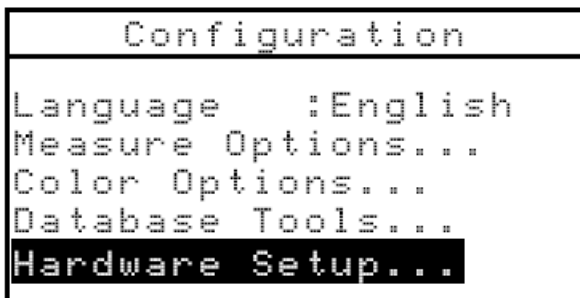 Configuration
Language :English
Measure Options...
Color Options...
Database Tools...
Hardware Setup...